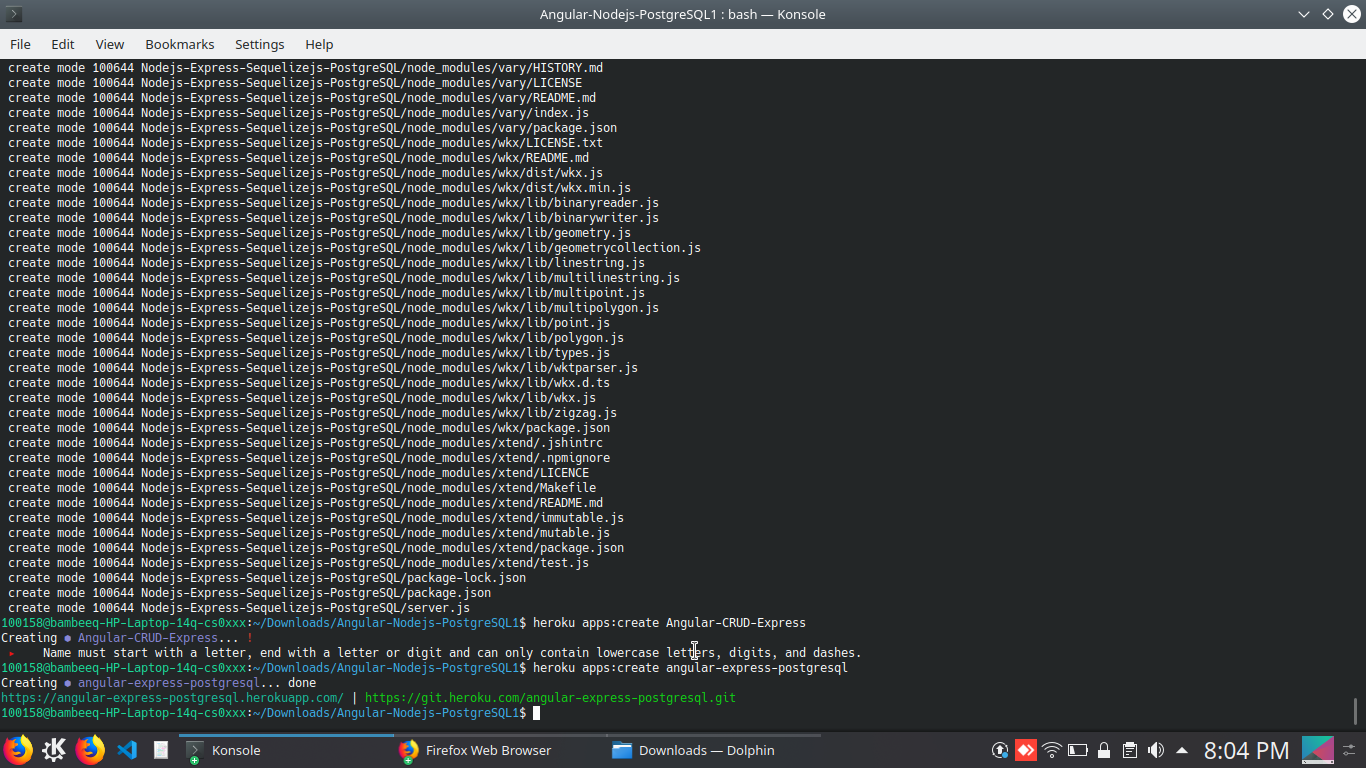 Angular-Nodejs-PostgreSQL1 : bash — Konsole
File Edit View Bookmarks Settings Help
create mode 100644 Nodejs-Express-Sequelizejs-PostgreSQL/node_modules/vary/HISTORY.md
create mode 100644 Nodejs-Express-Sequelizejs-PostgreSQL/node_modules/vary/LICENSE
create mode 100644 Nodejs-Express-Sequelizejs-PostgreSQL/node_modules/vary/README.md
create mode 100644 Nodejs-Express-Sequelizejs-PostgreSQL/node_modules/vary/index.js
create mode 100644 Nodejs-Express-Sequelizejs-PostgreSQL/node_modules/vary/package.json
create mode 100644 Nodejs-Express-Sequelizejs-PostgreSQL/node_modules/wkx/LICENSE.txt
create mode 100644 Nodejs-Express-Sequelizejs-PostgreSQL/node_modules/wkx/README.md
create mode 100644 Nodejs-Express-Sequelizejs-PostgreSQL/node_modules/wkx/dist/wkx.js
create mode 100644 Nodejs-Express-Sequelizejs-PostgreSQL/node_modules/wkx/dist/wkx.min.js
create mode 100644 Nodejs-Express-Sequelizejs-PostgreSQL/node_modules/wkx/lib/binaryreader.js
create mode 100644 Nodejs-Express-Sequelizejs-PostgreSQL/node_modules/wkx/lib/binarywriter.js
create mode 100644 Nodejs-Express-Sequelizejs-PostgreSQL/node_modules/wkx/lib/geometry.js
create mode 100644 Nodejs-Express-Sequelizejs-PostgreSQL/node_modules/wkx/lib/geometrycollection.js
create mode 100644 Nodejs-Express-Sequelizejs-PostgreSQL/node_modules/wkx/lib/linestring.js
create mode 100644 Nodejs-Express-Sequelizejs-PostgreSQL/node_modules/wkx/lib/multilinestring.js
create mode 100644 Nodejs-Express-Sequelizejs-PostgreSQL/node_modules/wkx/lib/multipoint.js
create mode 100644 Nodejs-Express-Sequelizejs-PostgreSQL/node_modules/wkx/lib/multipolygon.js
create mode 100644 Nodejs-Express-Sequelizejs-PostgreSQL/node_modules/wkx/lib/point.js
create mode 100644 Nodejs-Express-Sequelizejs-PostgreSQL/node_modules/wkx/lib/polygon.js
create mode 100644 Nodejs-Express-Sequelizejs-PostgreSQL/node_modules/wkx/lib/types.js
create mode 100644 Nodejs-Express-Sequelizejs-PostgreSQL/node_modules/wkx/lib/wktparser.js
create mode 100644 Nodejs-Express-Sequelizejs-PostgreSQL/node_modules/wkx/lib/wkx.d.ts
create mode 100644 Nodejs-Express-Sequelizejs-PostgreSQL/node_modules/wkx/lib/wkx.js
create mode 100644 Nodejs-Express-Sequelizejs-PostgreSQL/node_modules/wkx/lib/zigzag.js
create mode 100644 Nodejs-Express-Sequelizejs-PostgreSQL/node_modules/wkx/package.json
create mode 100644 Nodejs-Express-Sequelizejs-PostgreSQL/node_modules/xtend/.jshintrc
create mode 100644 Nodejs-Express-Sequelizejs-PostgreSQL/node_modules/xtend/.npmignore
create mode 100644 Nodejs-Express-Sequelizejs-PostgreSQL/node_modules/xtend/LICENCE
create mode 100644 Nodejs-Express-Sequelizejs-PostgreSQL/node_modules/xtend/Makefile
create mode 100644 Nodejs-Express-Sequelizejs-PostgreSQL/node_modules/xtend/README.md
create mode 100644 Nodejs-Express-Sequelizejs-PostgreSQL/node_modules/xtend/immutable.js
create mode 100644 Nodejs-Express-Sequelizejs-PostgreSQL/node_modules/xtend/mutable.js
create mode 100644 Nodejs-Express-Sequelizejs-PostgreSQL/node_modules/xtend/package.json
create mode 100644 Nodejs-Express-Sequelizejs-PostgreSQL/node_modules/xtend/test.js
create mode 100644 Nodejs-Express-Sequelizejs-PostgreSQL/package-lock.json
create mode 100644 Nodejs-Express-Sequelizejs-PostgreSQL/package.json
create mode 100644 Nodejs-Express-Sequelizejs-PostgreSQL/server.js
100158@bambeeq-HP-Laptop-14q-cs0xxx:~/Downloads/Angular-Nodejs-PostgreSQL1$ heroku apps:create Angular-CRUD-Express
Creating ⬢ Angular-CRUD-Express... !
▸ Name must start with a letter, end with a letter or digit and can only contain lowercase letters, digits, and dashes.
100158@bambeeq-HP-Laptop-14q-cs0xxx:~/Downloads/Angular-Nodejs-PostgreSQL1$ heroku apps:create angular-express-postgresql
Creating ⬢ angular-express-postgresql... done
https://angular-express-postgresql.herokuapp.com/ | https://git.heroku.com/angular-express-postgresql.git
100158@bambeeq-HP-Laptop-14q-cs0xxx:~/Downloads/Angular-Nodejs-PostgreSQL1$
Konsole Firefox Web Browser Downloads — Dolphin 8:04 PM